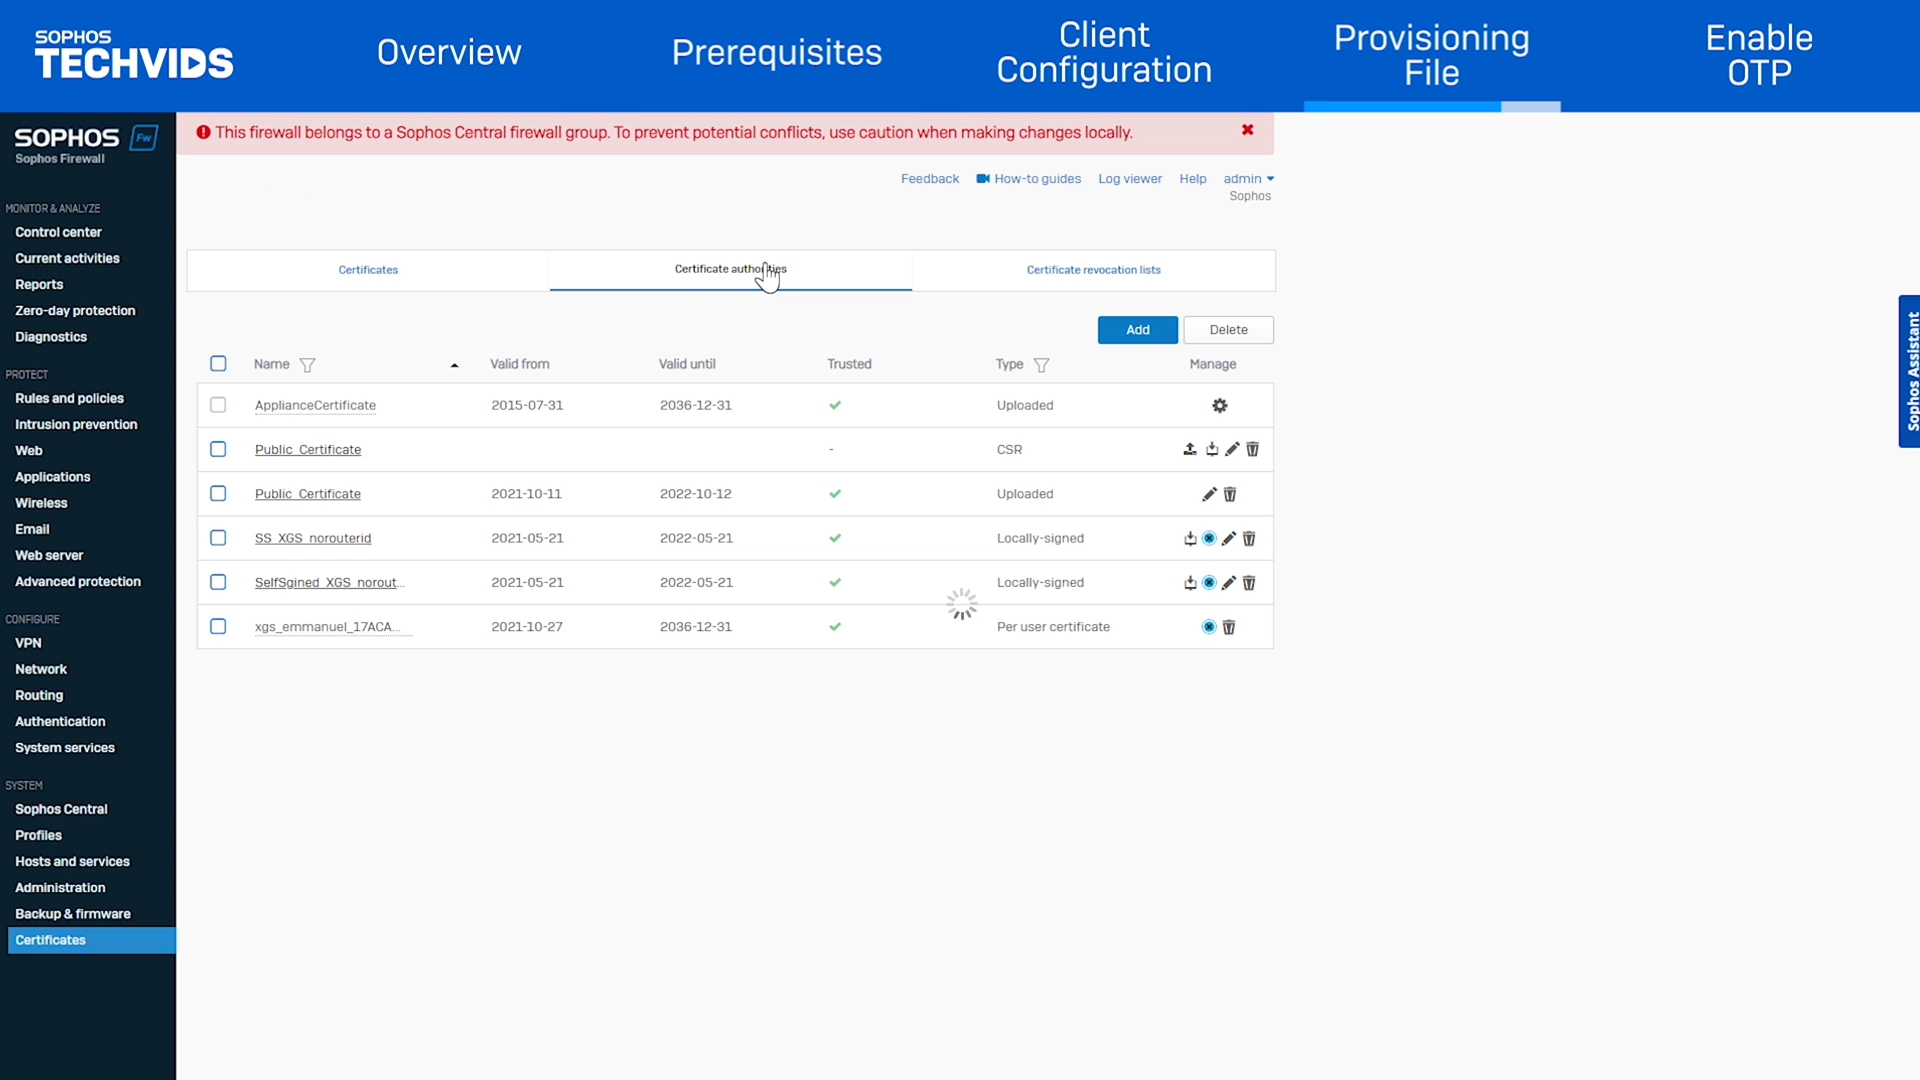 SOPHOS
TECHVIDS
Overview
Prerequisites
Client
Configuration
Provisioning
File
Enable
OTP
SOPHOS Fw
Sophos Firewall
This firewall belongs to a Sophos Central firewall group. To prevent potential conflicts, use caution when making changes locally.
Feedback How-to guides Log viewer Help admin
Sophos
MONITOR & ANALYZE
Control center
Current activities
Reports
Zero-day protection
Diagnostics
PROTECT
Rules and policies
Intrusion prevention
Web
Applications
Wireless
Email
Web server
Advanced protection
CONFIGURE
VPN
Network
Routing
Authentication
System services
SYSTEM
Sophos Central
Profiles
Hosts and services
Administration
Backup & firmware
Certificates
Certificates Certificate authorities Certificate revocation lists
Add Delete
Name Valid from Valid until Trusted Type Manage
ApplianceCertificate 2015-07-31 2036-12-31 Uploaded
Public_Certificate - CSR
Public_Certificate 2021-10-11 2022-10-12 Uploaded
SS_XGS_norouterid 2021-05-21 2022-05-21 Locally-signed
SelfSgined_XGS_norout... 2021-05-21 2022-05-21 Locally-signed
xgs_emmanuel_17ACA... 2021-10-27 2036-12-31 Per user certificate
Sophos Assistant